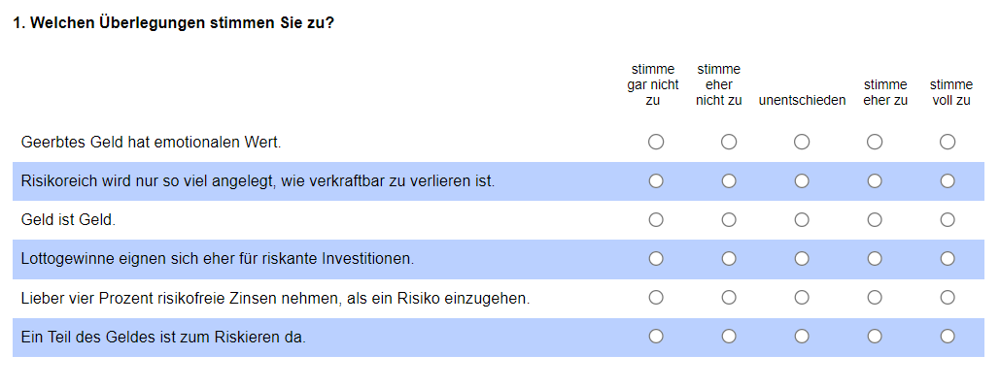 1. Welchen Überlegungen stimmen Sie zu?
stimme gar nicht zu
stimme eher nicht zu
unentschieden
stimme eher zu
stimme voll zu
Geerbtes Geld hat emotionalen Wert.
Risikoreich wird nur so viel angelegt, wie verkraftbar zu verlieren ist.
Geld ist Geld.
Lottogewinne eignen sich eher für riskante Investitionen.
Lieber vier Prozent risikofreie Zinsen nehmen, als ein Risiko einzugehen.
Ein Teil des Geldes ist zum Riskieren da.